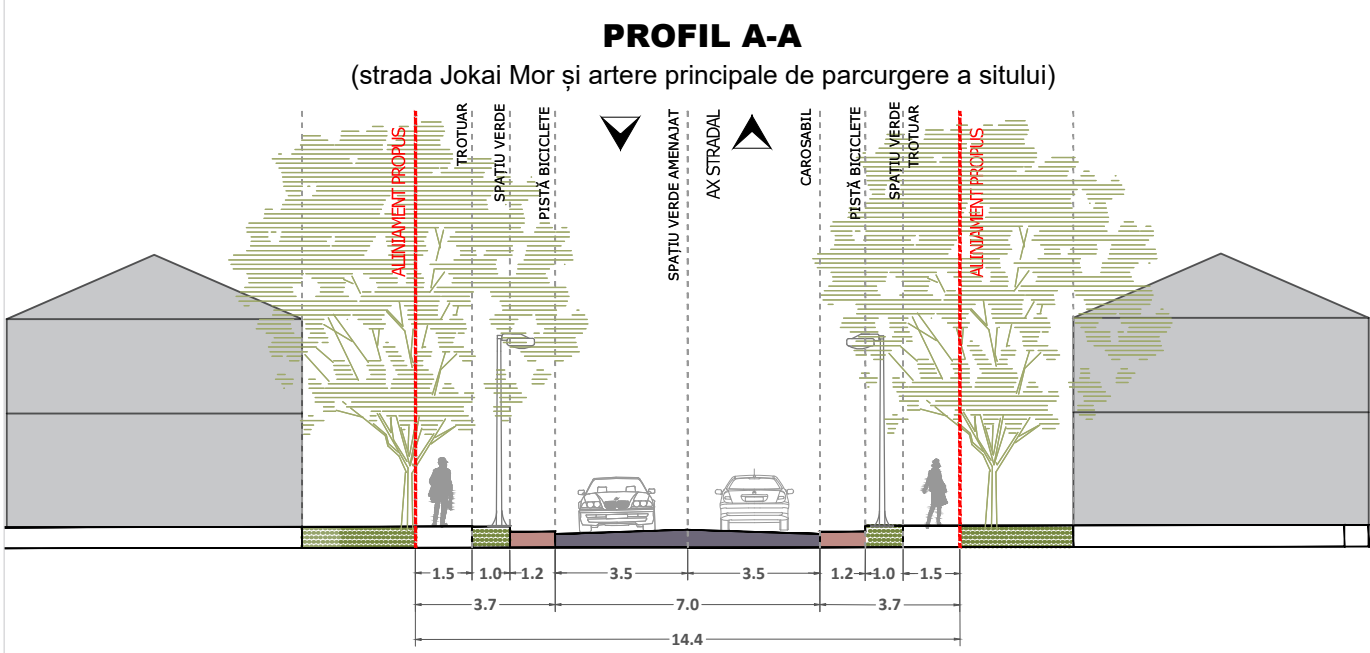 PROFIL A-A
(strada Jokai Mor și artere principale de parcurgere a sitului)
ALINIAMENT PROPUS
TROTUAR
SPAȚIU VERDE
PISTĂ BICICLETE
SPAȚIU VERDE AMENAJAT
AX STRADAL
CAROSABIL
PISTĂ BICICLETE
SPAȚIU VERDE
TROTUAR
ALINIAMENT PROPUS
1.5 1.0 1.2 3.5 3.5 1.2 1.0 1.5
3.7 7.0 3.7
14.4